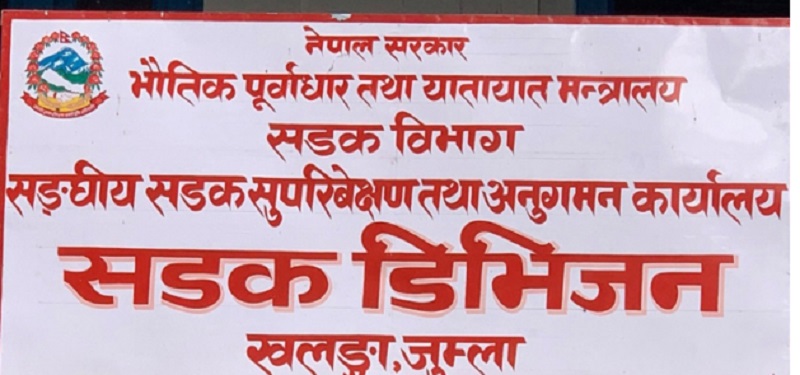 नेपाल सरकार
भौतिक पूर्वाधार तथा यातायात मन्त्रालय
सडक विभाग
सङ्घीय सडक सुपरिबेक्षण तथा अनुगमन कार्यालय
सडक डिभिजन
खलङ्गा, जुम्ला